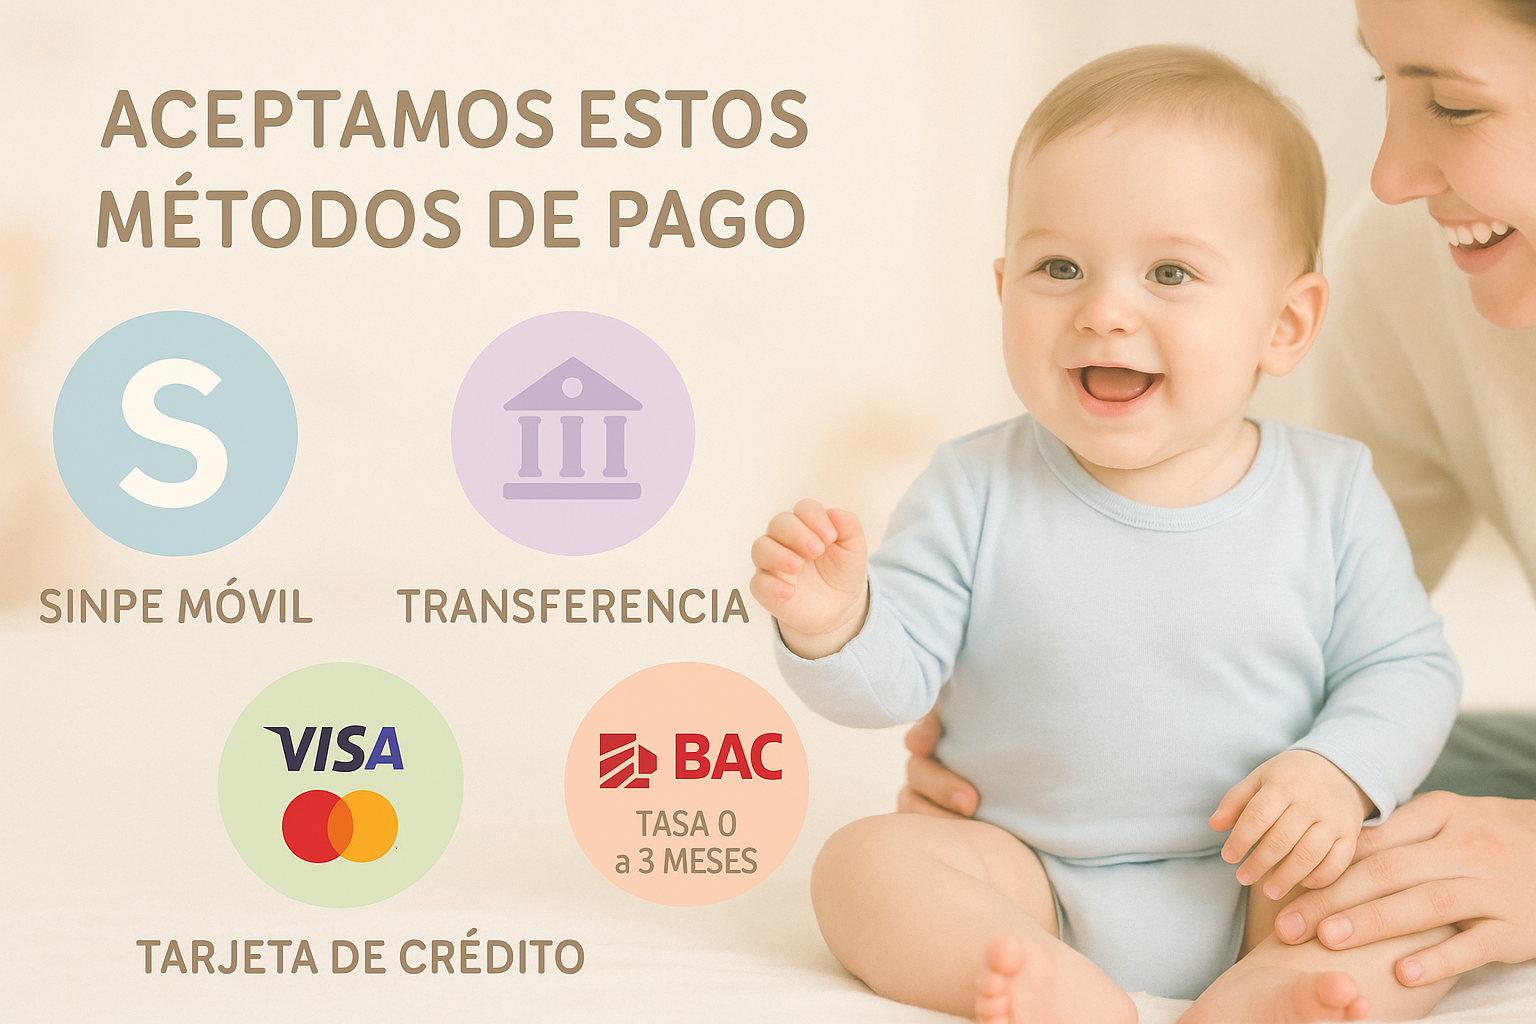 ACEPTAMOS ESTOS
MÉTODOS DE PAGO
S
SINPE MÓVIL
TRANSFERENCIA
VISA
BAC
TASA 0
a 3 MESES
TARJETA DE CRÉDITO